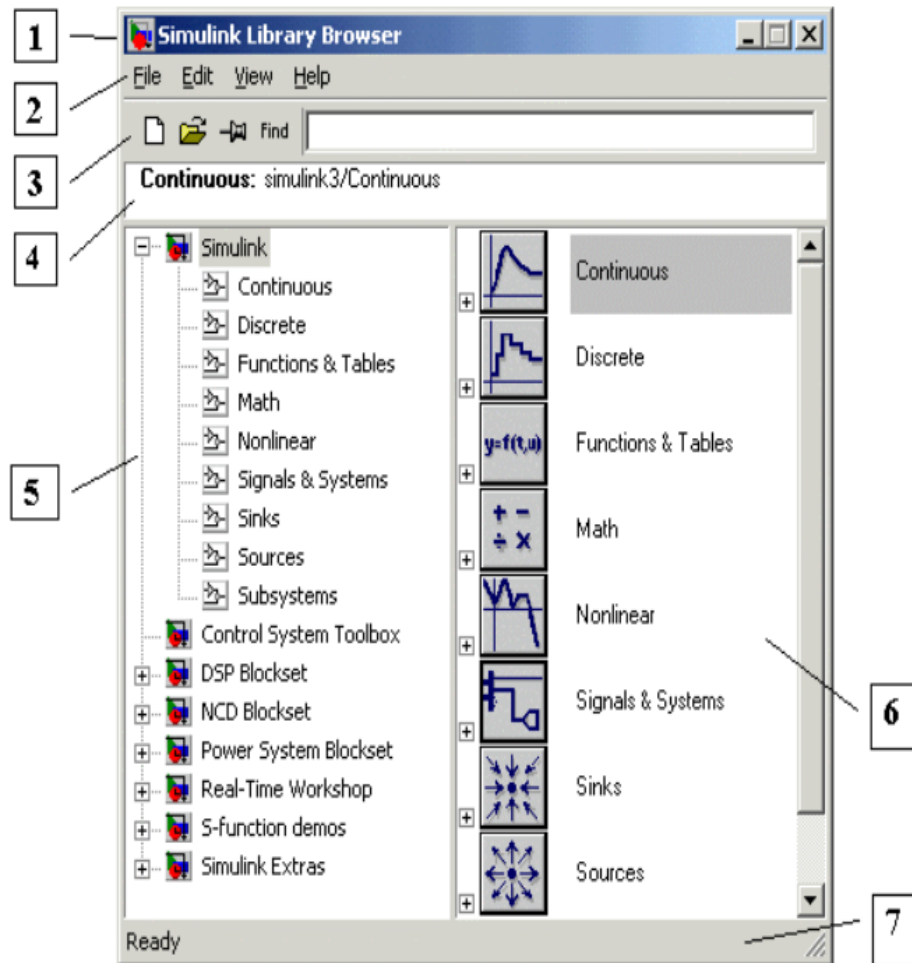 1
Simulink Library Browser
2
File Edit View Help
3
Find
4
Continuous: simulink3/Continuous
5
Simulink
Continuous
Discrete
Functions & Tables
Math
Nonlinear
Signals & Systems
Sinks
Sources
Subsystems
Control System Toolbox
DSP Blockset
NCD Blockset
Power System Blockset
Real-Time Workshop
S-function demos
Simulink Extras
Continuous
Discrete
y=f(t,u)
Functions & Tables
+ −
÷ ×
Math
Nonlinear
Signals & Systems
Sinks
Sources
6
7
Ready